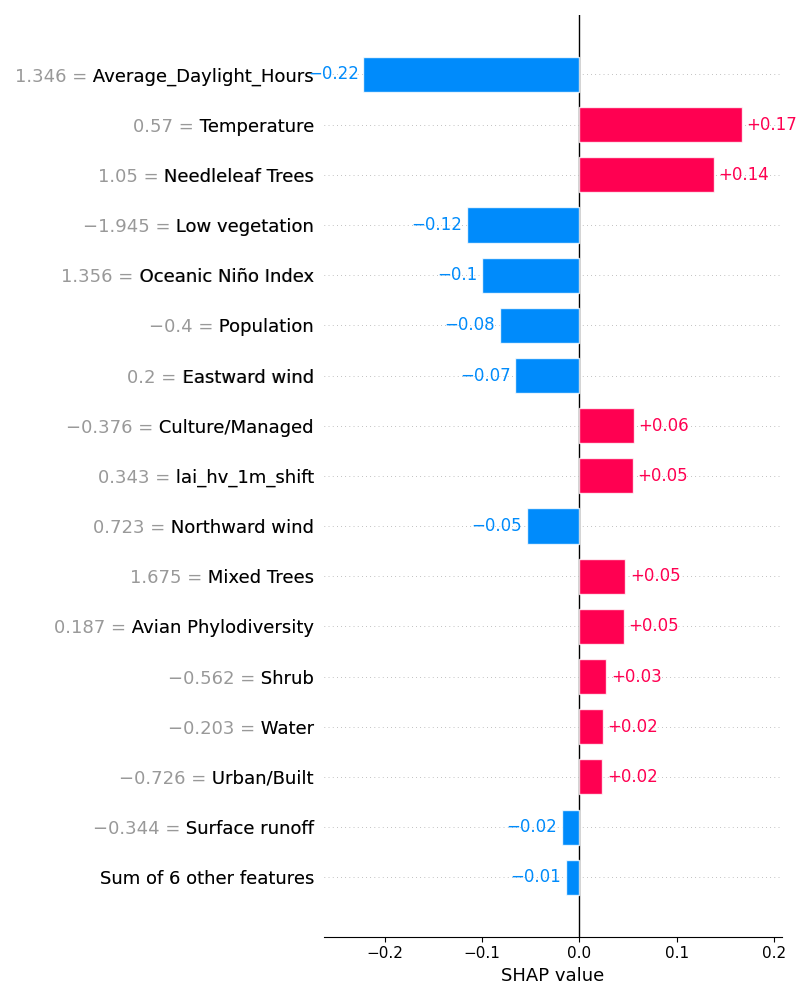 1.346 = Average_Daylight_Hours −0.22
0.57 = Temperature +0.17
1.05 = Needleleaf Trees +0.14
−1.945 = Low vegetation −0.12
1.356 = Oceanic Niño Index −0.1
−0.4 = Population −0.08
0.2 = Eastward wind −0.07
−0.376 = Culture/Managed +0.06
0.343 = lai_hv_1m_shift +0.05
0.723 = Northward wind −0.05
1.675 = Mixed Trees +0.05
0.187 = Avian Phylodiversity +0.05
−0.562 = Shrub +0.03
−0.203 = Water +0.02
−0.726 = Urban/Built +0.02
−0.344 = Surface runoff −0.02
Sum of 6 other features −0.01
−0.2 −0.1 0.0 0.1 0.2
SHAP value